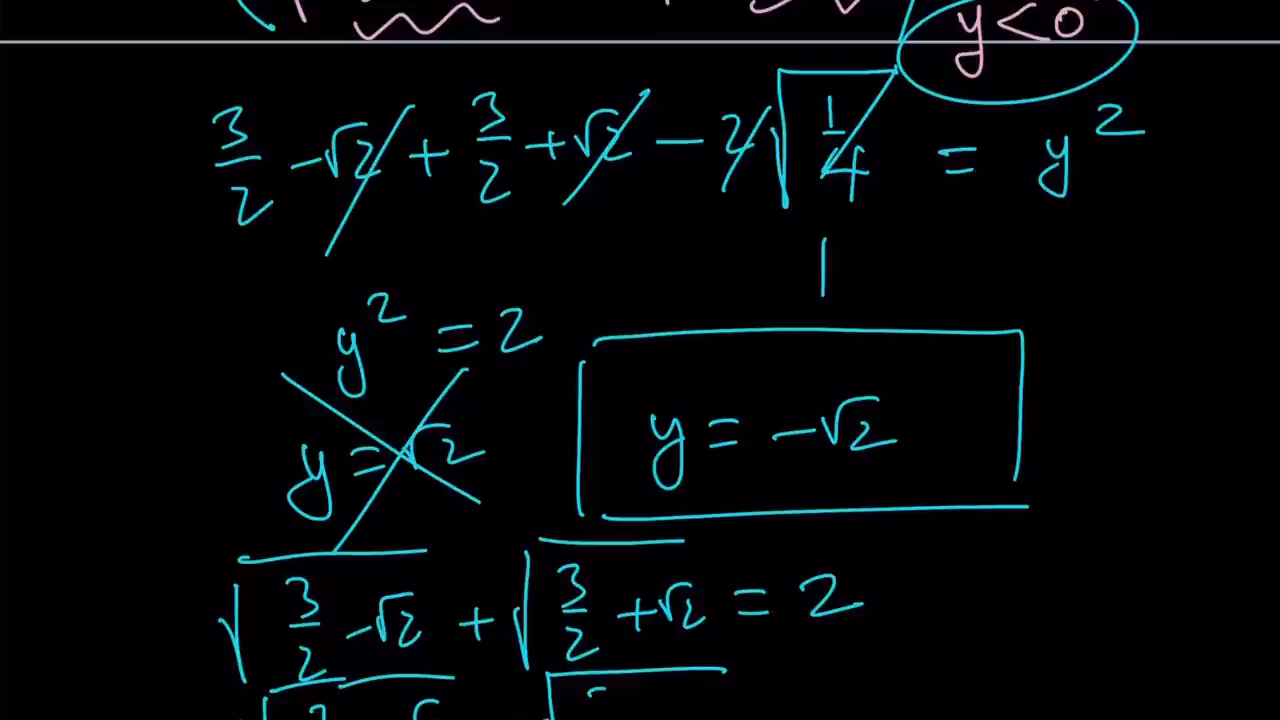 y<0
3/2 -√2 + 3/2 +√2 - 2√(1/4) = y²
1
y² = 2
y = √2
y = -√2
√(3/2 -√2) + √(3/2 +√2) = 2